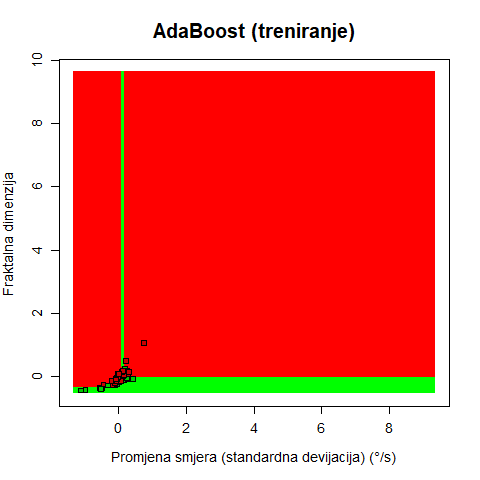 AdaBoost (treniranje)
Fraktalna dimenzija
10
8
6
4
2
0
0 2 4 6 8
Promjena smjera (standardna devijacija) (°/s)